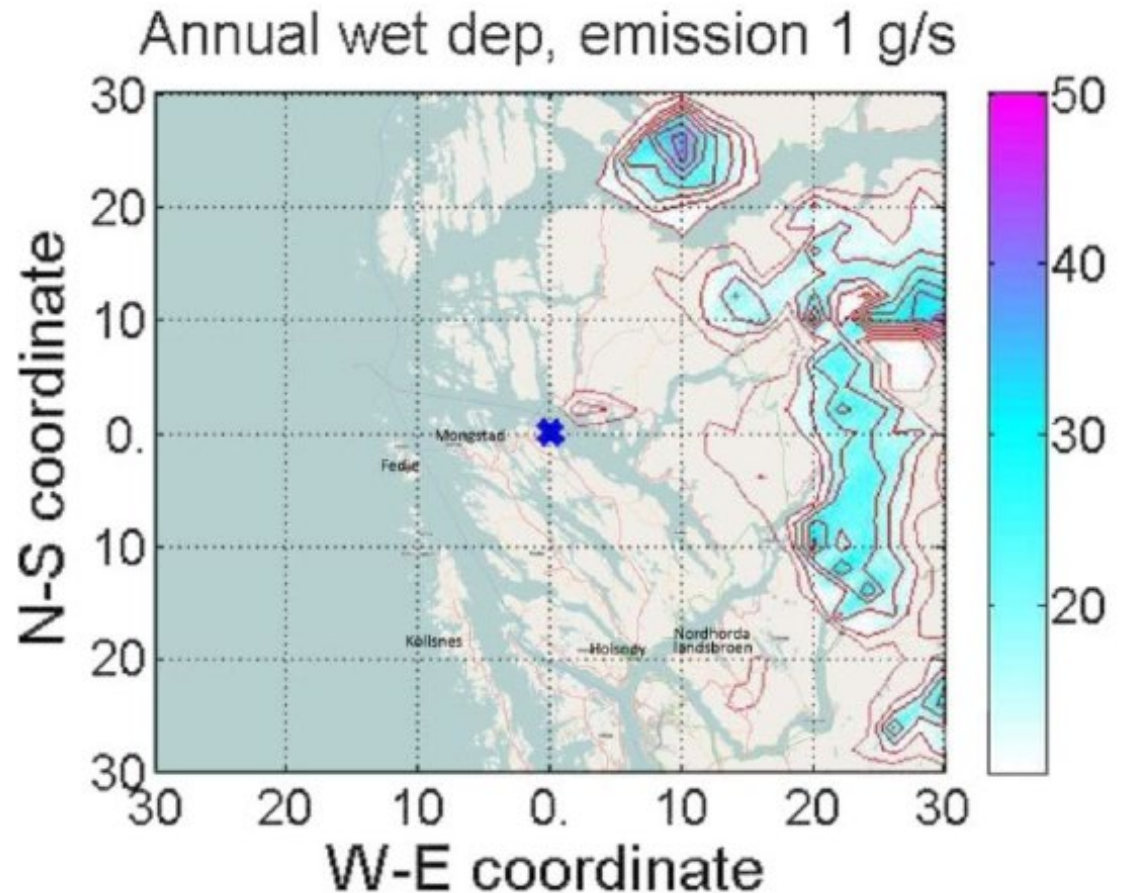 Annual wet dep, emission 1 g/s
N-S coordinate
30
20
10
0.
10
20
30
Mongstad
Fedje
Kollsnes
Holsnøy
Nordhorda
landsbroen
30
20
10
0.
10
20
30
W-E coordinate
50
40
30
20